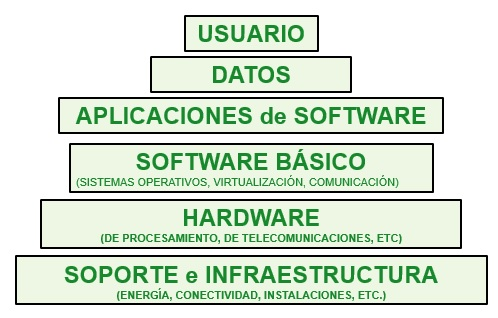 USUARIO
DATOS
APLICACIONES de SOFTWARE
SOFTWARE BÁSICO
(SISTEMAS OPERATIVOS, VIRTUALIZACIÓN, COMUNICACIÓN)
HARDWARE
(DE PROCESAMIENTO, DE TELECOMUNICACIONES, ETC)
SOPORTE e INFRAESTRUCTURA
(ENERGÍA, CONECTIVIDAD, INSTALACIONES, ETC.)